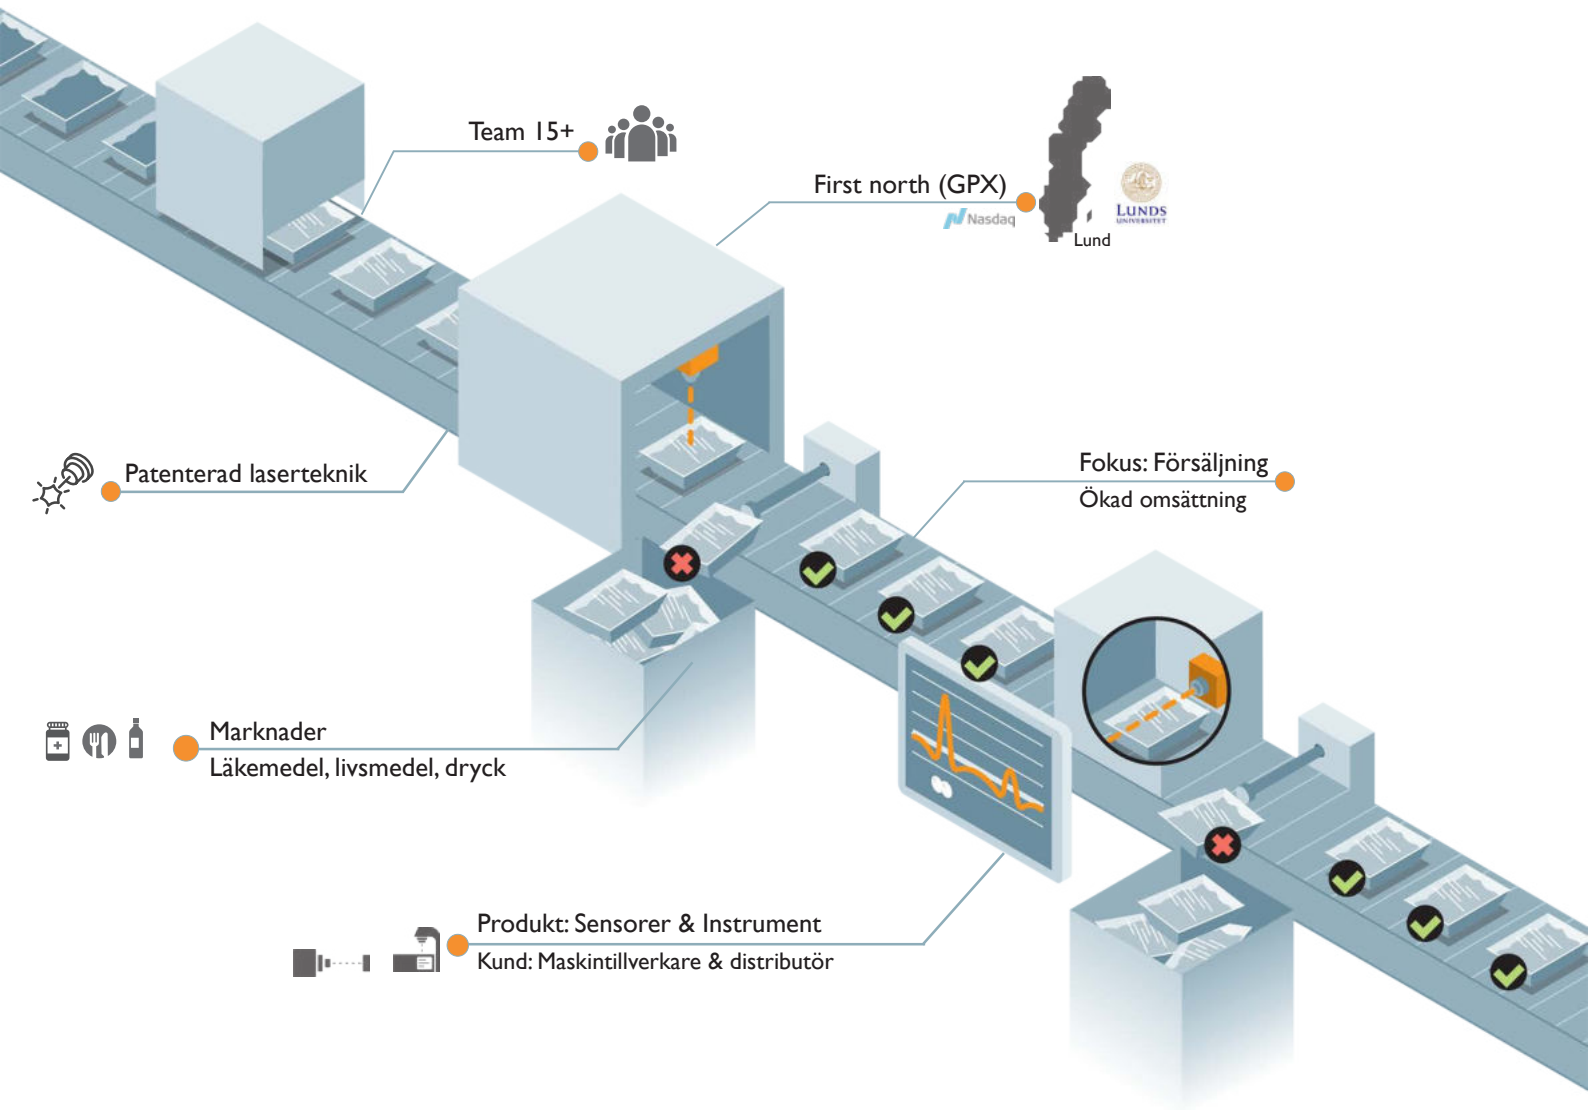 Team 15+
First north (GPX)
Nasdaq
LUNDS
UNIVERSITET
Lund
Patenterad laserteknik
Fokus: Försäljning
Ökad omsättning
Marknader
Läkemedel, livsmedel, dryck
Produkt: Sensorer & Instrument
Kund: Maskintillverkare & distributör